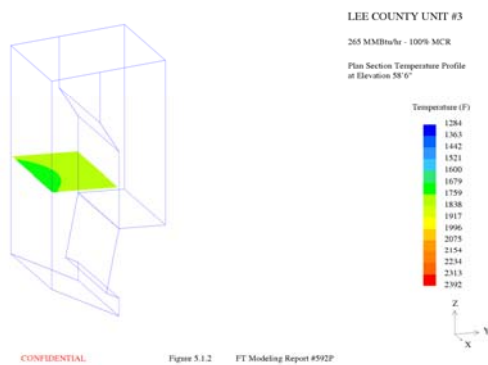 LEE COUNTY UNIT #3
265 MMBtu/hr - 100% MCR
Plan Section Temperature Profile
at Elevation 58'6"
Temperature (F)
1284
1363
1442
1521
1600
1679
1759
1838
1917
1996
2075
2154
2234
2313
2392
Z
Y
X
CONFIDENTIAL Figure 5.1.2 FT Modeling Report #592P